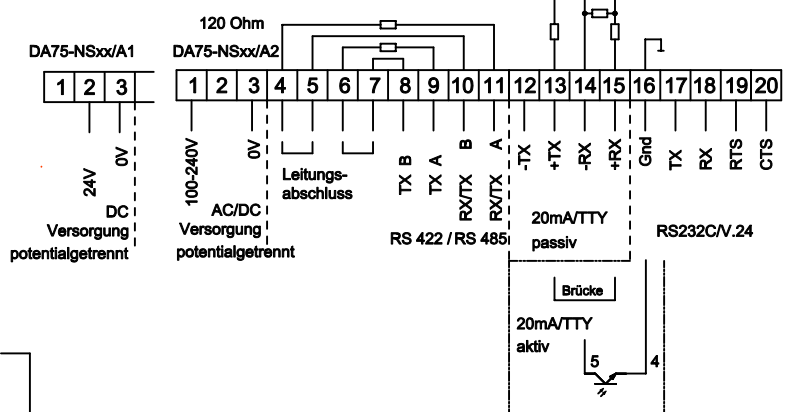 120 Ohm
DA75-NSxx/A1
DA75-NSxx/A2
1 2 3
1 2 3 4 5 6 7 8 9 10 11 12 13 14 15 16 17 18 19 20
24V
0V
100-240V
0V
TX B
TX A
RX/TX B
RX/TX A
-TX
+TX
-RX
+RX
Gnd
TX
RX
RTS
CTS
Leitungs-
abschluss
DC
Versorgung
potentialgetrennt
AC/DC
Versorgung
potentialgetrennt
RS 422 / RS 485
20mA/TTY
passiv
RS232C/V.24
Brücke
20mA/TTY
aktiv
5
4